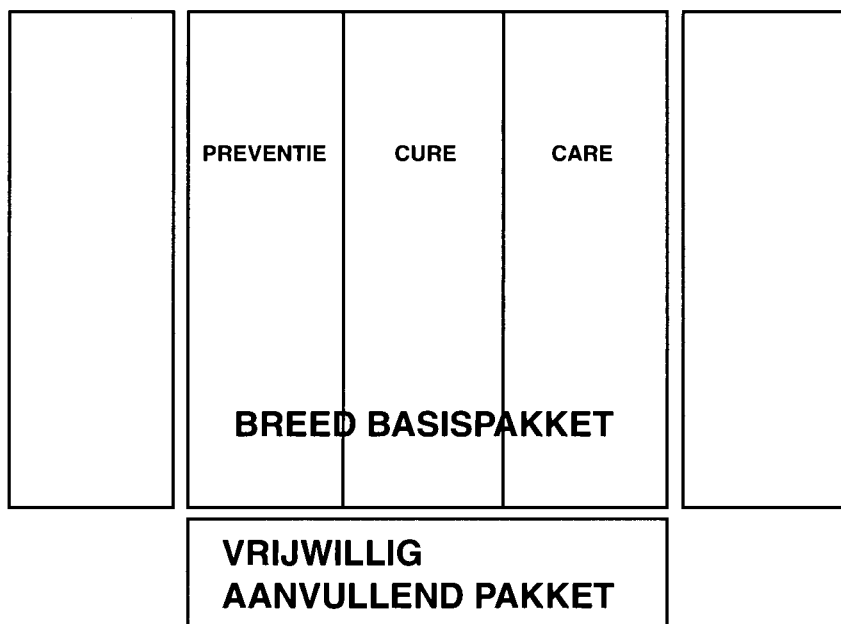 PREVENTIE CURE CARE
BREED BASISPAKKET
VRIJWILLIG
AANVULLEND PAKKET